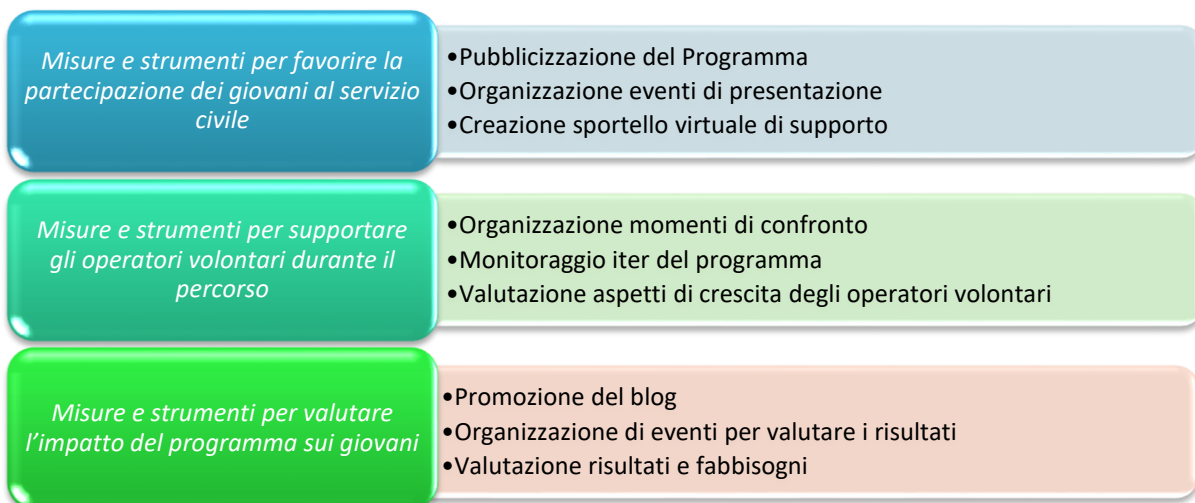 Misure e strumenti per favorire la
partecipazione dei giovani al servizio
civile
•Pubblicizzazione del Programma
•Organizzazione eventi di presentazione
•Creazione sportello virtuale di supporto
Misure e strumenti per supportare
gli operatori volontari durante il
percorso
•Organizzazione momenti di confronto
•Monitoraggio iter del programma
•Valutazione aspetti di crescita degli operatori volontari
Misure e strumenti per valutare
l’impatto del programma sui giovani
•Promozione del blog
•Organizzazione di eventi per valutare i risultati
•Valutazione risultati e fabbisogni